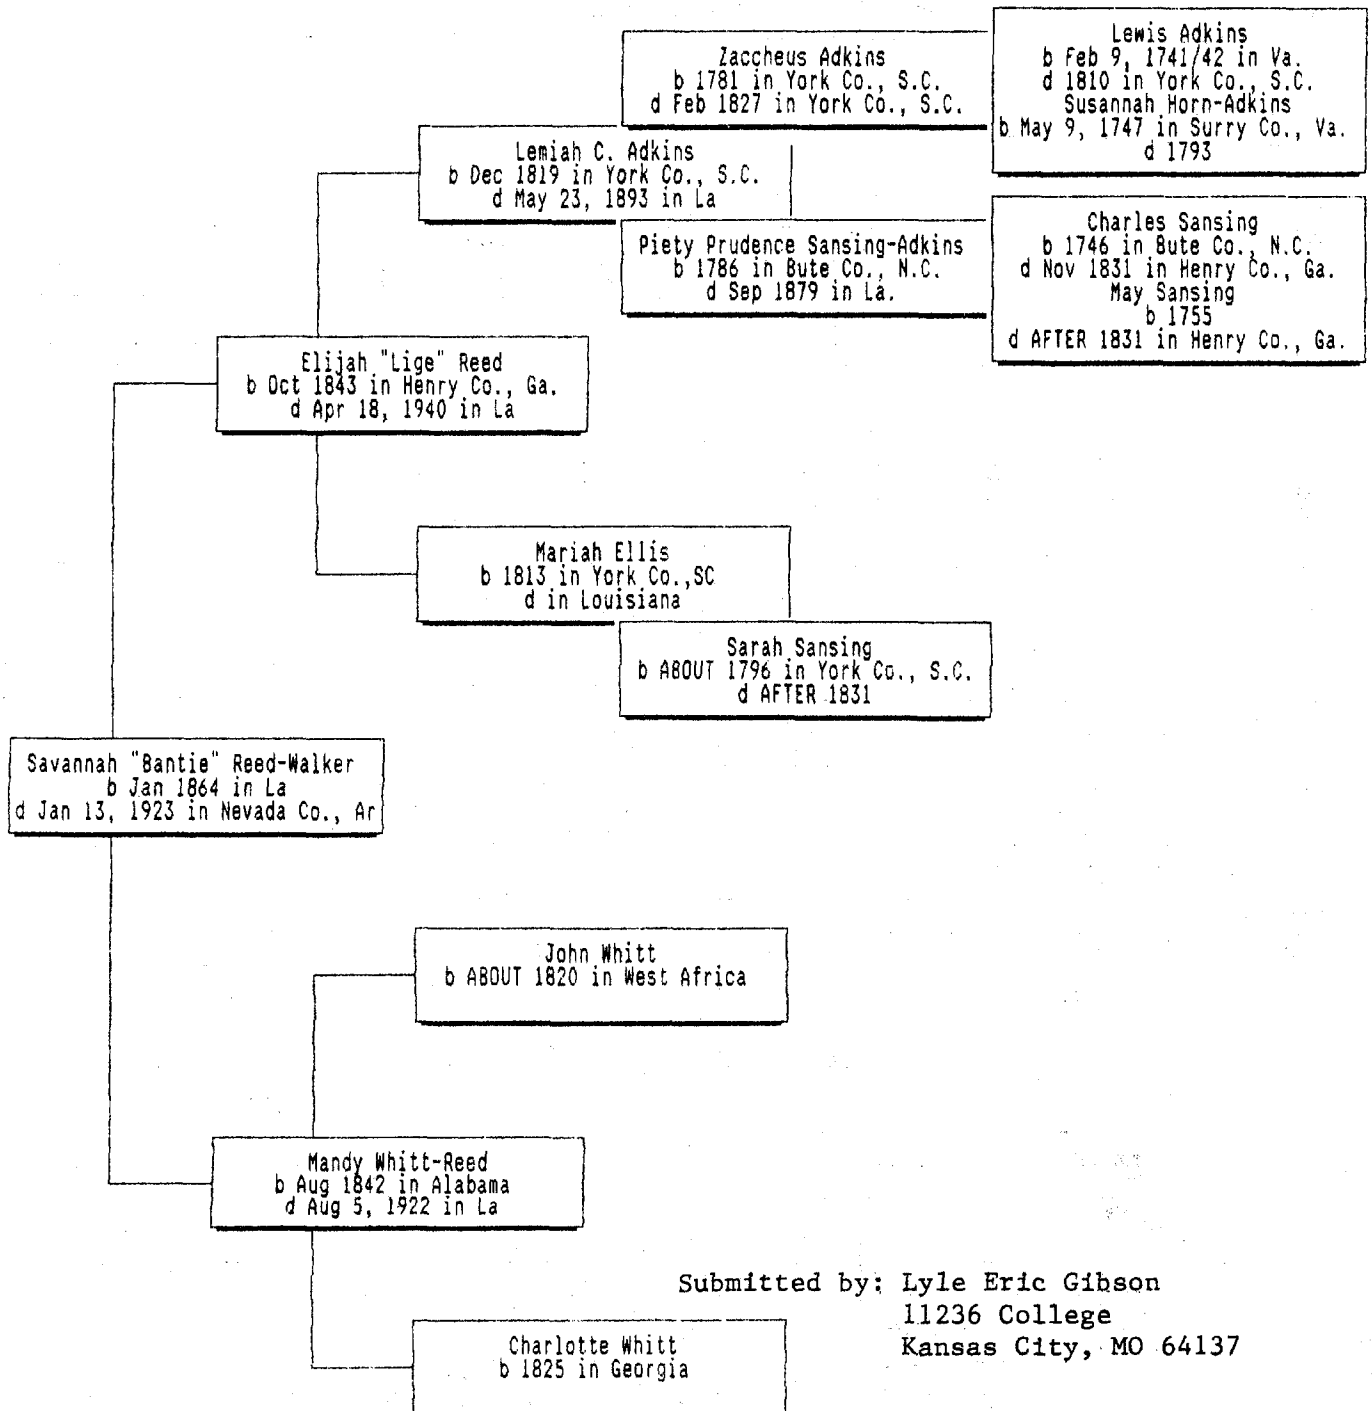 Lewis Adkins
b Feb 9, 1741/42 in Va.
d 1810 in York Co., S.C.
Susannah Horn-Adkins
b May 9, 1747 in Surry Co., Va.
d 1793
Zaccheus Adkins
b 1781 in York Co., S.C.
d Feb 1827 in York Co., S.C.
Lemiah C. Adkins
b Dec 1819 in York Co., S.C.
d May 23, 1893 in La
Piety Prudence Sansing-Adkins
b 1786 in Bute Co., N.C.
d Sep 1879 in La.
Charles Sansing
b 1746 in Bute Co., N.C.
d Nov 1831 in Henry Co., Ga.
May Sansing
b 1755
d AFTER 1831 in Henry Co., Ga.
Elijah "Lige" Reed
b Oct 1843 in Henry Co., Ga.
d Apr 18, 1940 in La
Mariah Ellis
b 1813 in York Co.,SC
d in Louisiana
Sarah Sansing
b ABOUT 1796 in York Co., S.C.
d AFTER 1831
Savannah "Bantie" Reed-Walker
b Jan 1864 in La
d Jan 13, 1923 in Nevada Co., Ar
John Whitt
b ABOUT 1820 in West Africa
Mandy Whitt-Reed
b Aug 1842 in Alabama
d Aug 5, 1922 in La
Charlotte Whitt
b 1825 in Georgia
Submitted by: Lyle Eric Gibson
11236 College
Kansas City, MO 64137